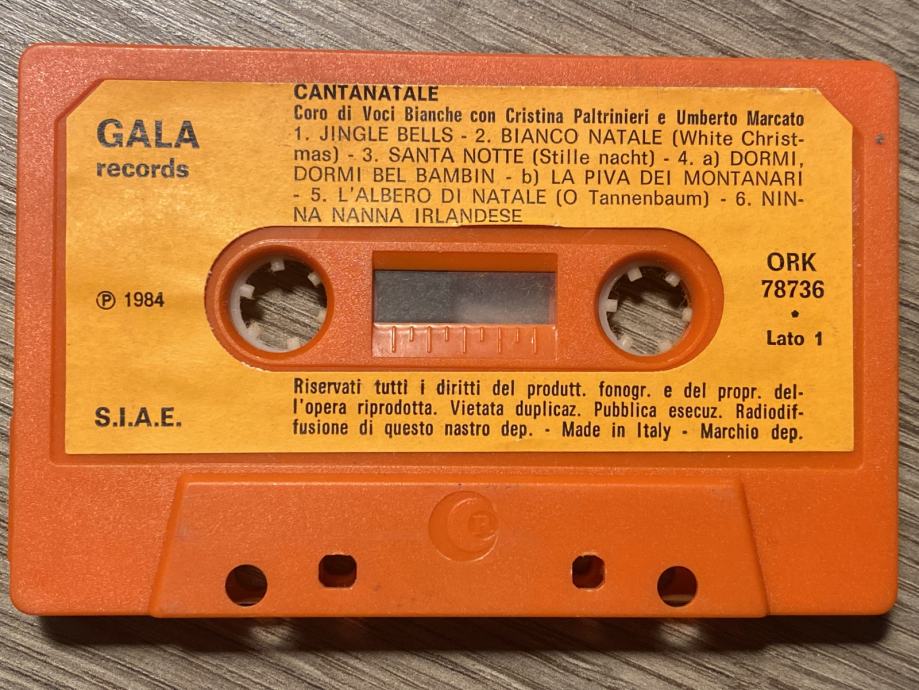 CANTANATALE
Coro di Voci Bianche con Cristina Paltrinieri e Umberto Marcato
1. JINGLE BELLS - 2. BIANCO NATALE (White Christ-
mas) - 3. SANTA NOTTE (Stille nacht) - 4. a) DORMI,
DORMI BEL BAMBIN - b) LA PIVA DEI MONTANARI
- 5. L'ALBERO DI NATALE (O Tannenbaum) - 6. NIN-
NA NANNA IRLANDESE
GALA
records
℗ 1984
S.I.A.E.
ORK
78736
•
Lato 1
Riservati tutti i diritti del produtt. fonogr. e del propr. del-
l'opera riprodotta. Vietata duplicaz. Pubblica esecuz. Radiodif-
fusione di questo nastro dep. - Made in Italy - Marchio dep.